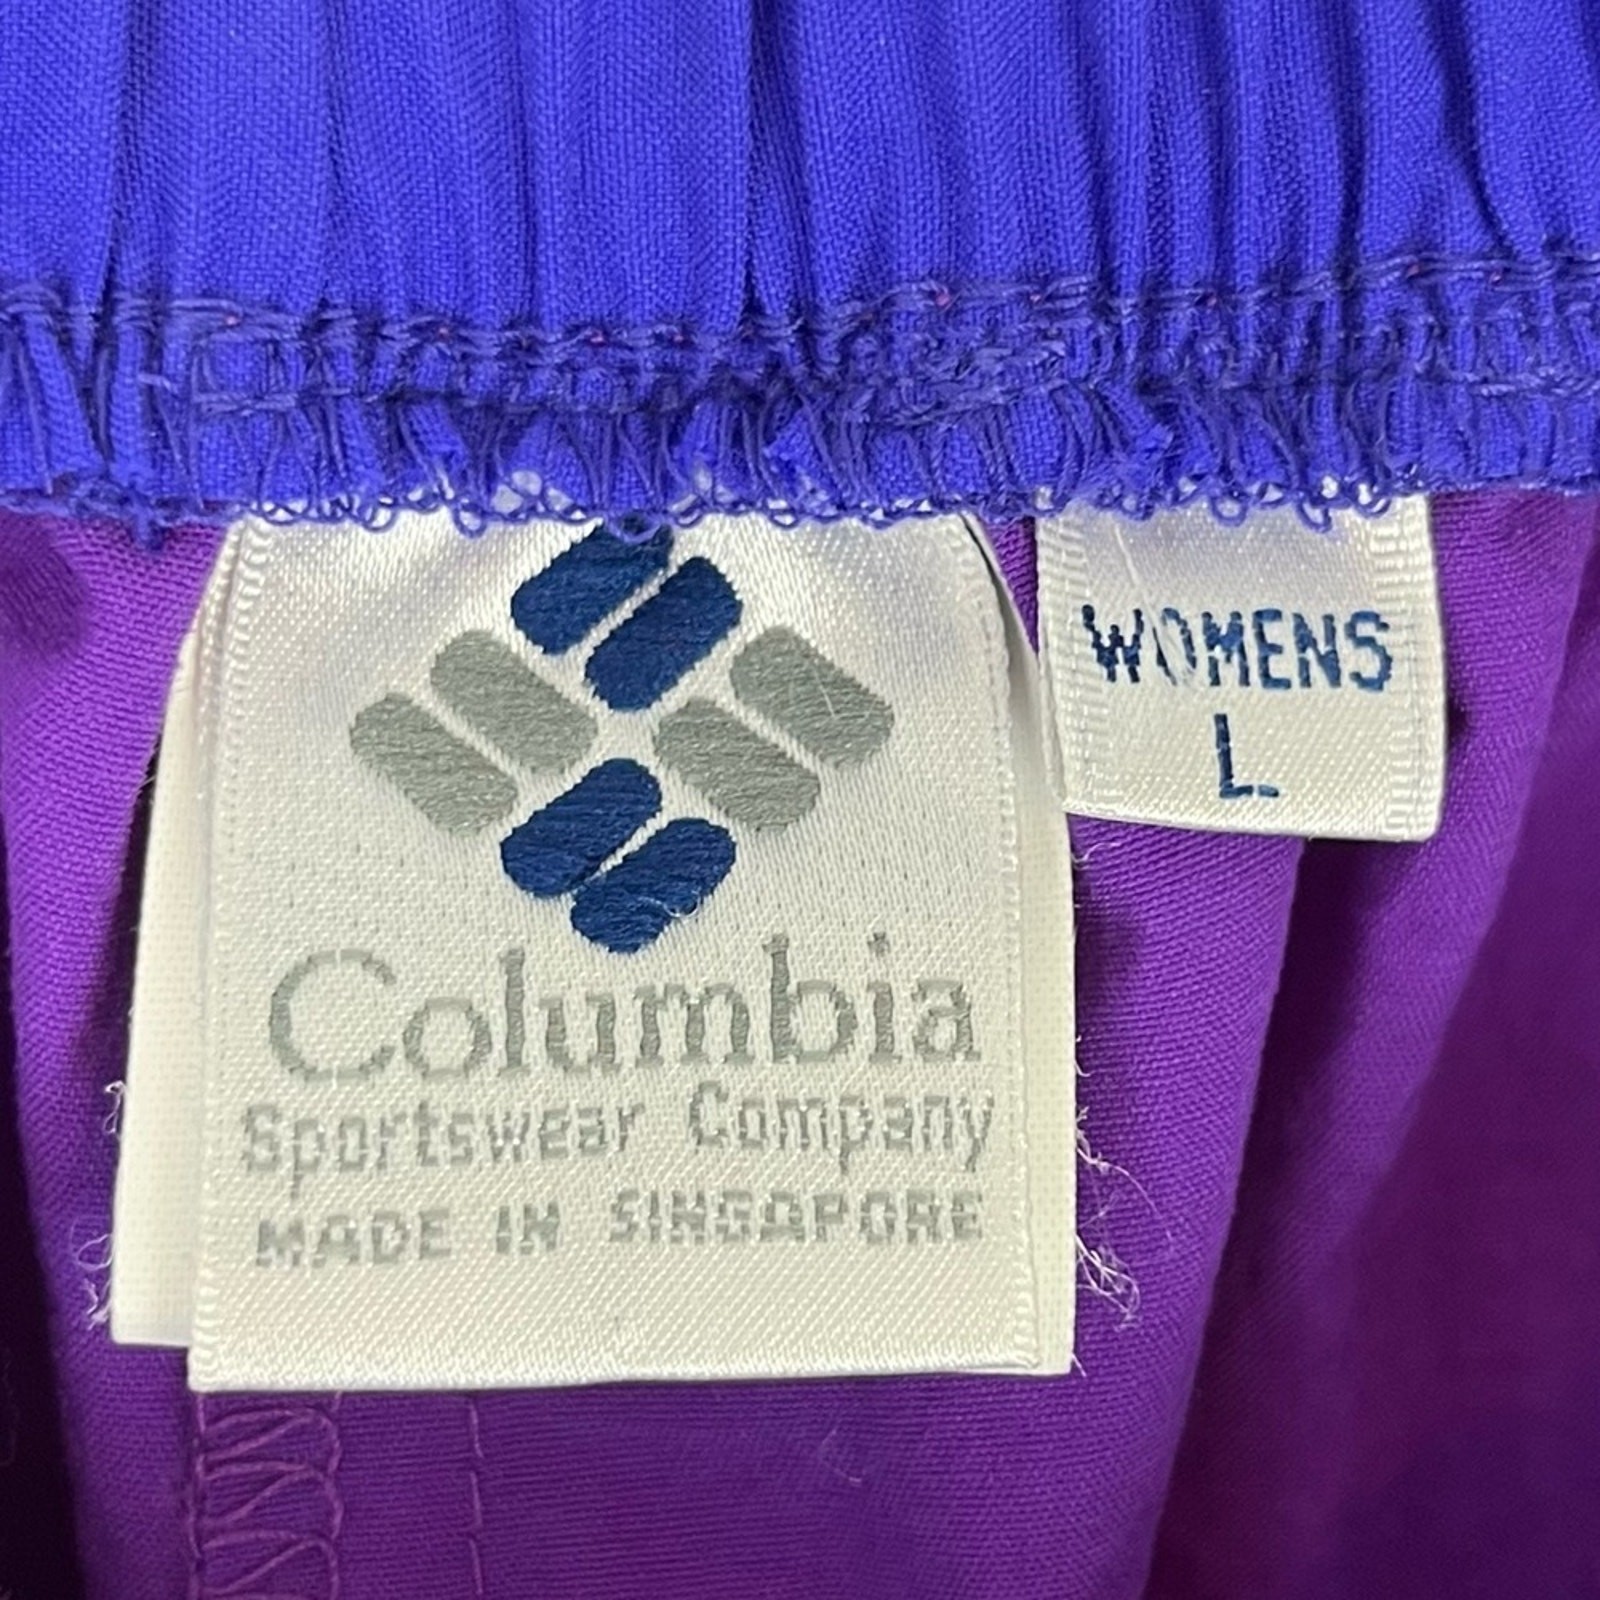 Columbia
Sportswear Company
MADE IN SINGAPORE
WOMENS
L